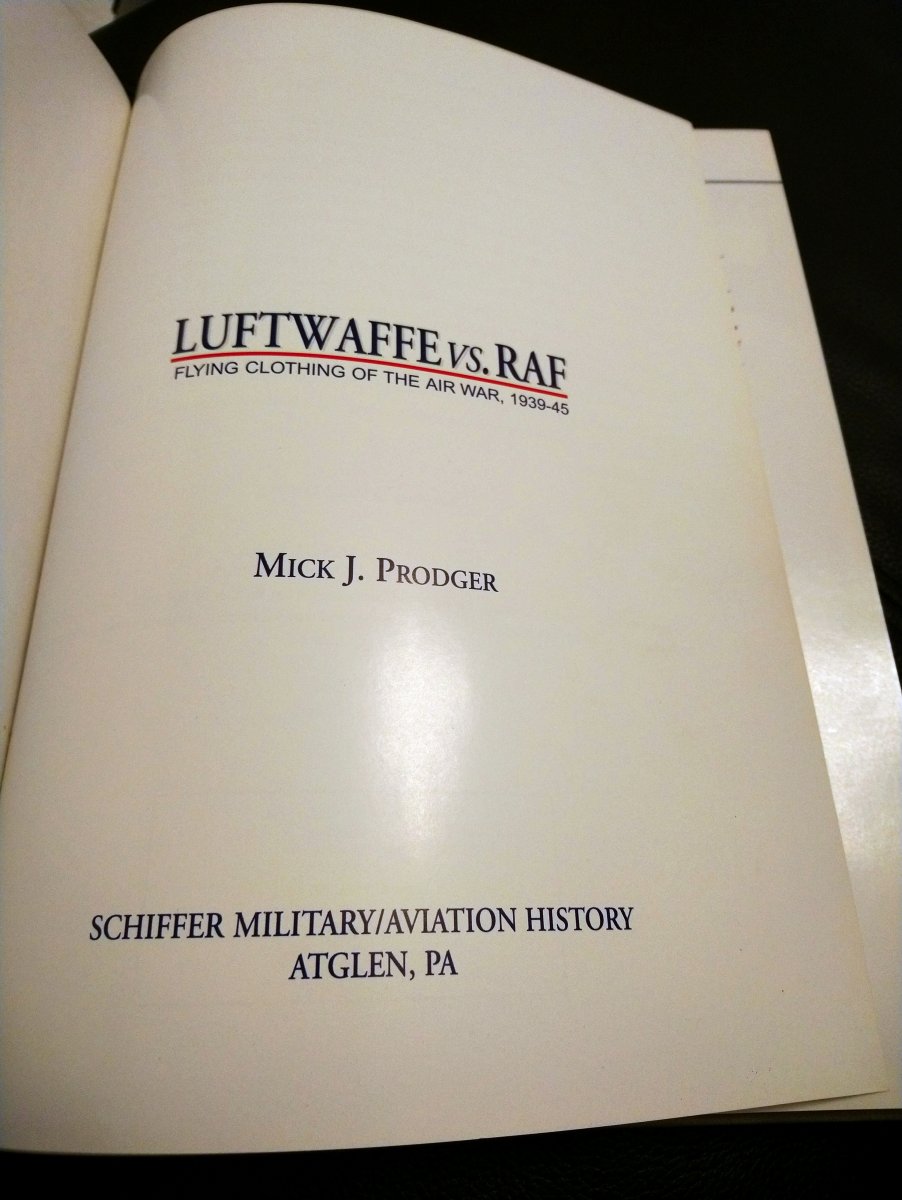 LUFTWAFFE VS. RAF
FLYING CLOTHING OF THE AIR WAR, 1939-45
MICK J. PRODGER
SCHIFFER MILITARY/AVIATION HISTORY
ATGLEN, PA